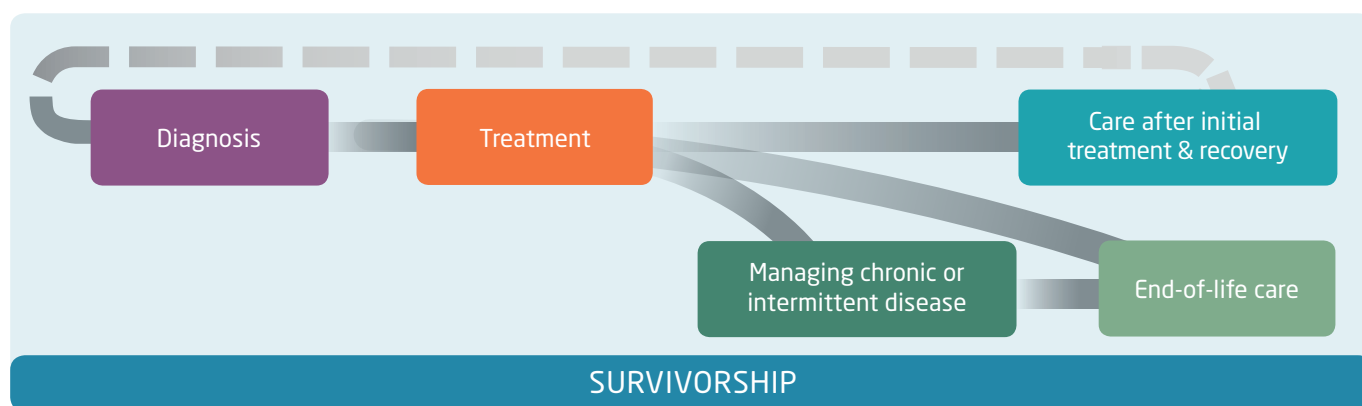 Diagnosis
Treatment
Care after initial
treatment & recovery
Managing chronic or
intermittent disease
End-of-life care
SURVIVORSHIP